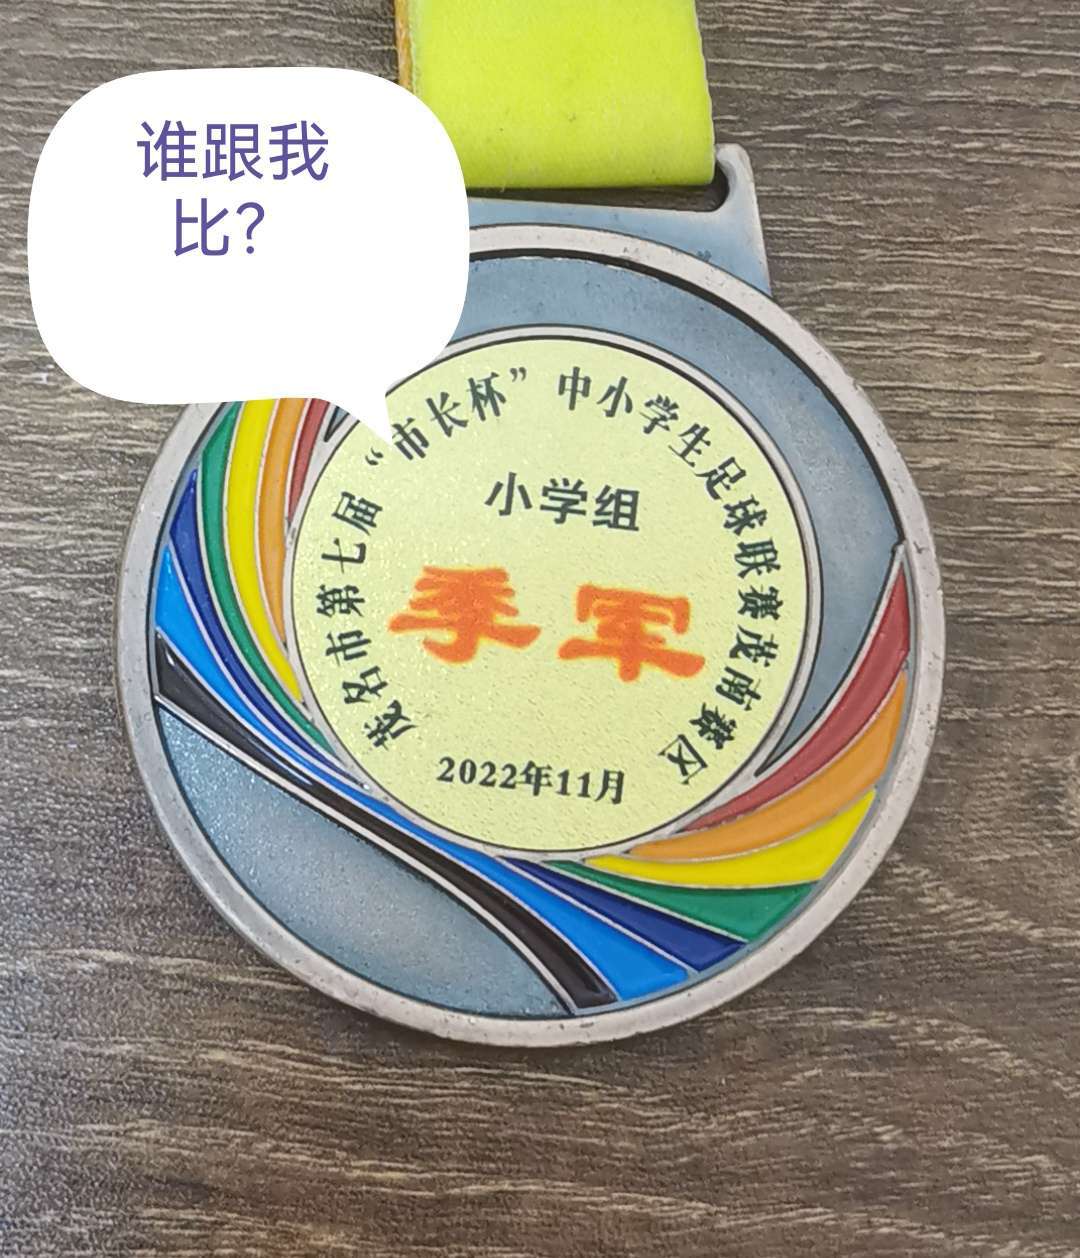 谁跟我
比？
茂名市第七届“市长杯”中小学生足球联赛茂南赛区
小学组
季军
2022年11月